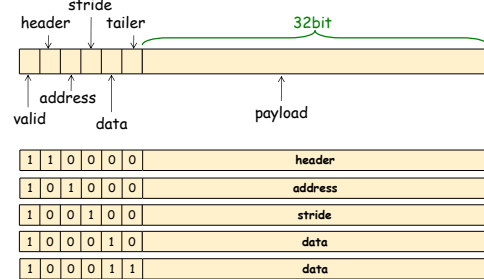 stride
header tailer 32bit
address
valid data payload
1 1 0 0 0 0 header
1 0 1 0 0 0 address
1 0 0 1 0 0 stride
1 0 0 0 1 0 data
1 0 0 0 1 1 data